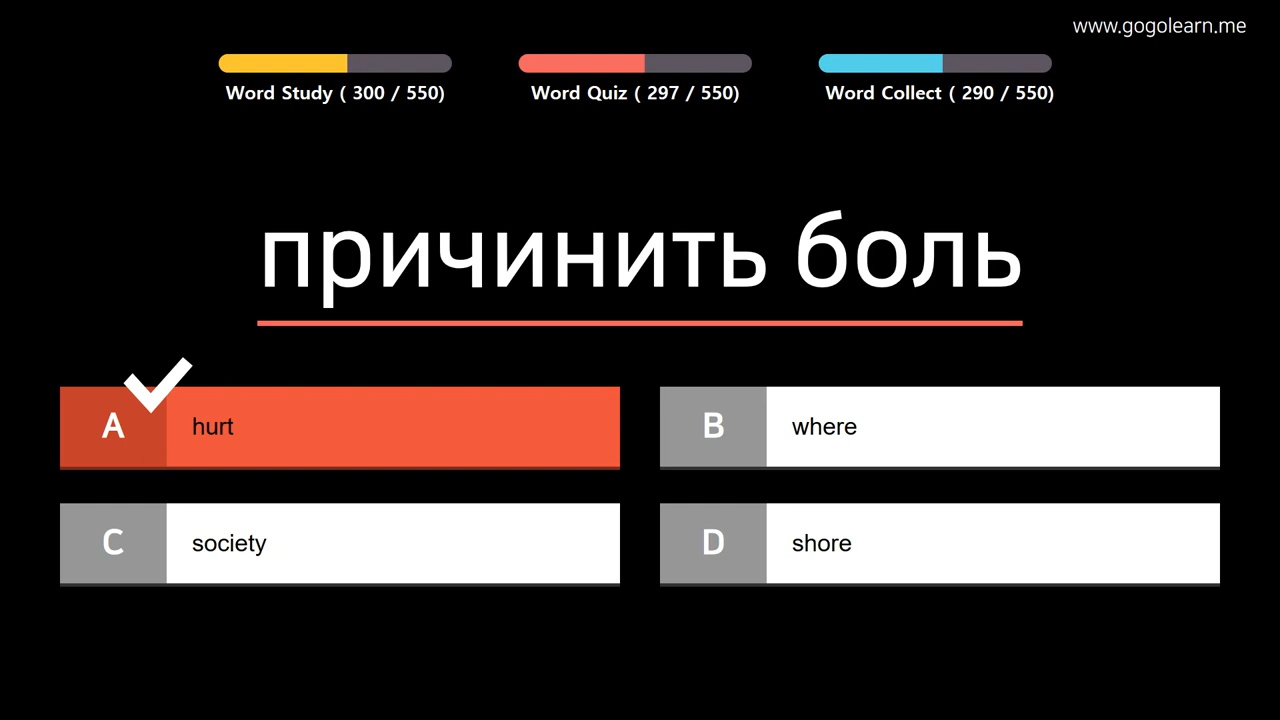 www.gogolearn.me
Word Study ( 300 / 550)
Word Quiz ( 297 / 550)
Word Collect ( 290 / 550)
причинить боль
A hurt
B where
C society
D shore